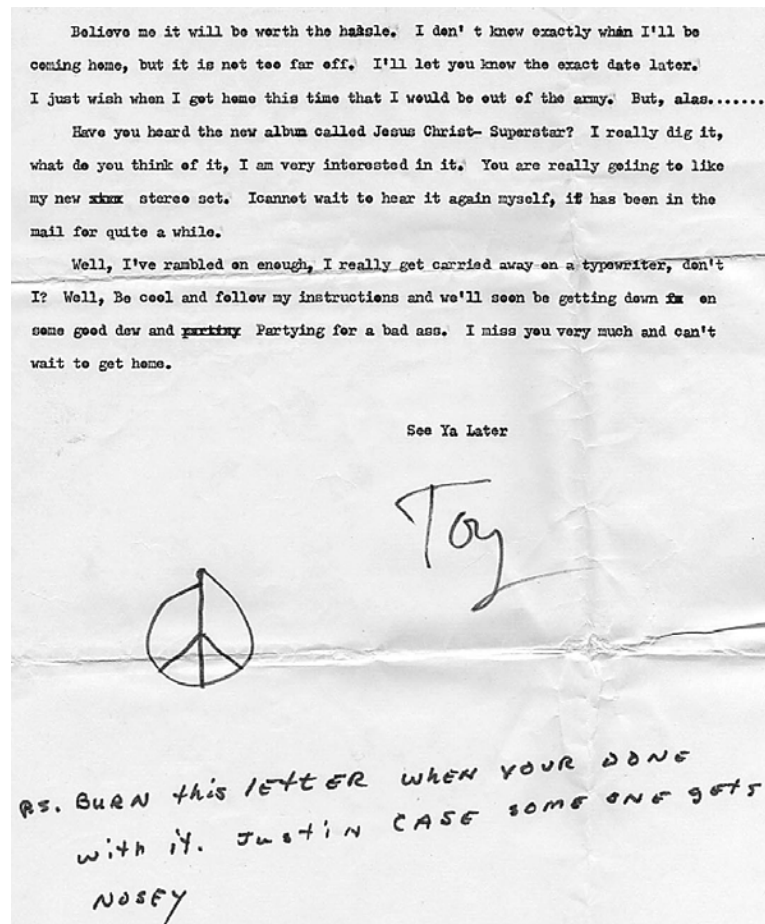 Believe me it will be worth the hassle. I don' t know exactly when I'll be
coming home, but it is not too far off. I'll let you know the exact date later.
I just wish when I get home this time that I would be out of the army. But, alas.......
Have you heard the new album called Jesus Christ- Superstar? I really dig it,
what do you think of it, I am very interested in it. You are really goiing to like
my new xxxx stereo set. Icannot wait to hear it again myself, it has been in the
mail for quite a while.
Well, I've rambled on enough, I really get carried away on a typewriter, don't
I? Well, Be cool and follow my instructions and we'll soon be getting down on
some good dew and Partying for a bad ass. I miss you very much and can't
wait to get home.
See Ya Later
Toy
PS. BURN this lEttER wHEN YOUR DONE
with it. Just iN CASE SOME ONE gEts
NOSEY